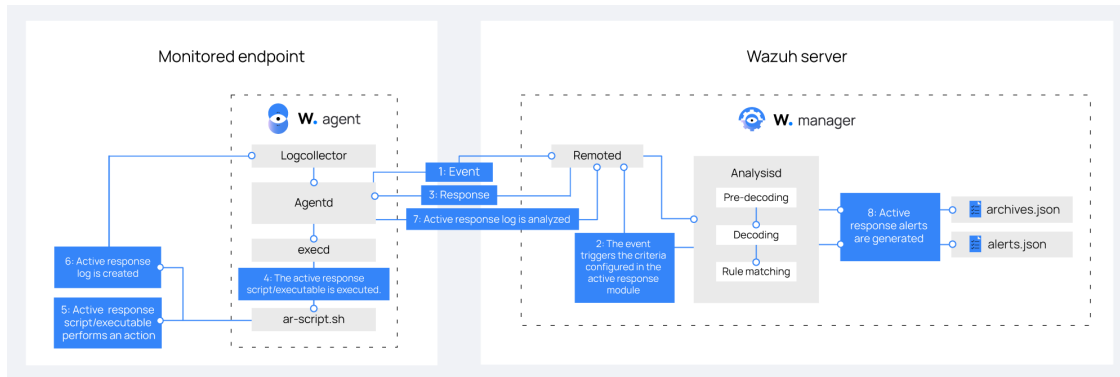 Monitored endpoint
W. agent
Logcollector
Agentd
execd
4: The active response
script/executable is executed.
ar-script.sh
6: Active response
log is created
5: Active response
script/executable
performs an action
1: Event
3: Response
7: Active response log is analyzed
Wazuh server
W. manager
Remoted
2: The event
triggers the criteria
configured in the
active response
module
Analysisd
Pre-decoding
Decoding
Rule matching
8: Active
response alerts
are generated
archives.json
alerts.json